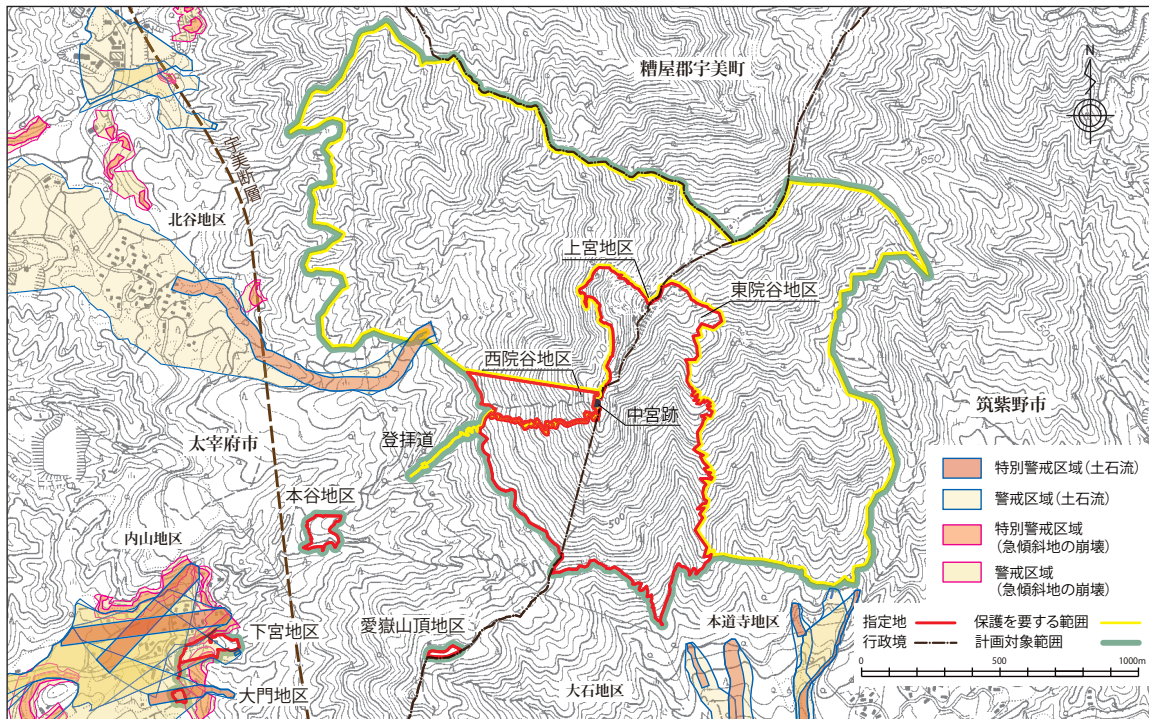 糟屋郡宇美町
N
650
宇美断層
北谷地区
上宮地区
東院谷地区
西院谷地区
中宮跡
筑紫野市
太宰府市
登拝道
本谷地区
内山地区
500
下宮地区
愛嶽山頂地区
本道寺地区
大門地区
大石地区
特別警戒区域(土石流)
警戒区域(土石流)
特別警戒区域
(急傾斜地の崩壊)
警戒区域
(急傾斜地の崩壊)
指定地 保護を要する範囲
行政境 計画対象範囲
0 500 1000m